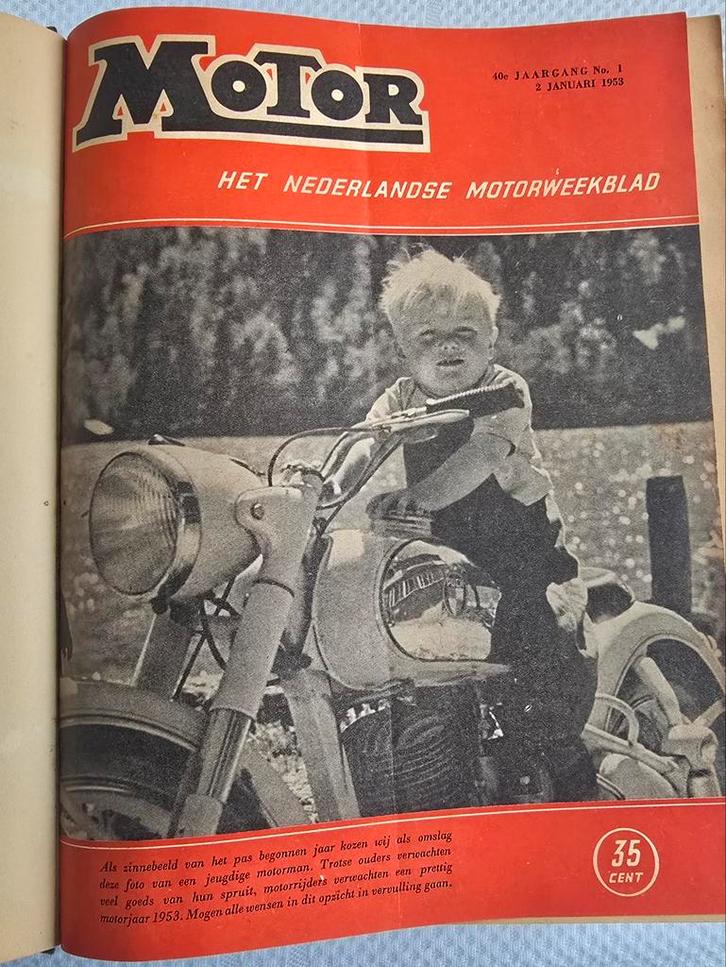 MOTOR
40e JAARGANG No. 1
2 JANUARI 1953
HET NEDERLANDSE MOTORWEEKBLAD
PUCH
Als zinnebeeld van het pas begonnen jaar kozen wij als omslag
deze foto van een jeugdige motorman. Trotse ouders verwachten
veel goeds van hun spruit, motorrijders verwachten een prettig
motorjaar 1953. Mogen alle wensen in dit opzicht in vervulling gaan.
35
CENT